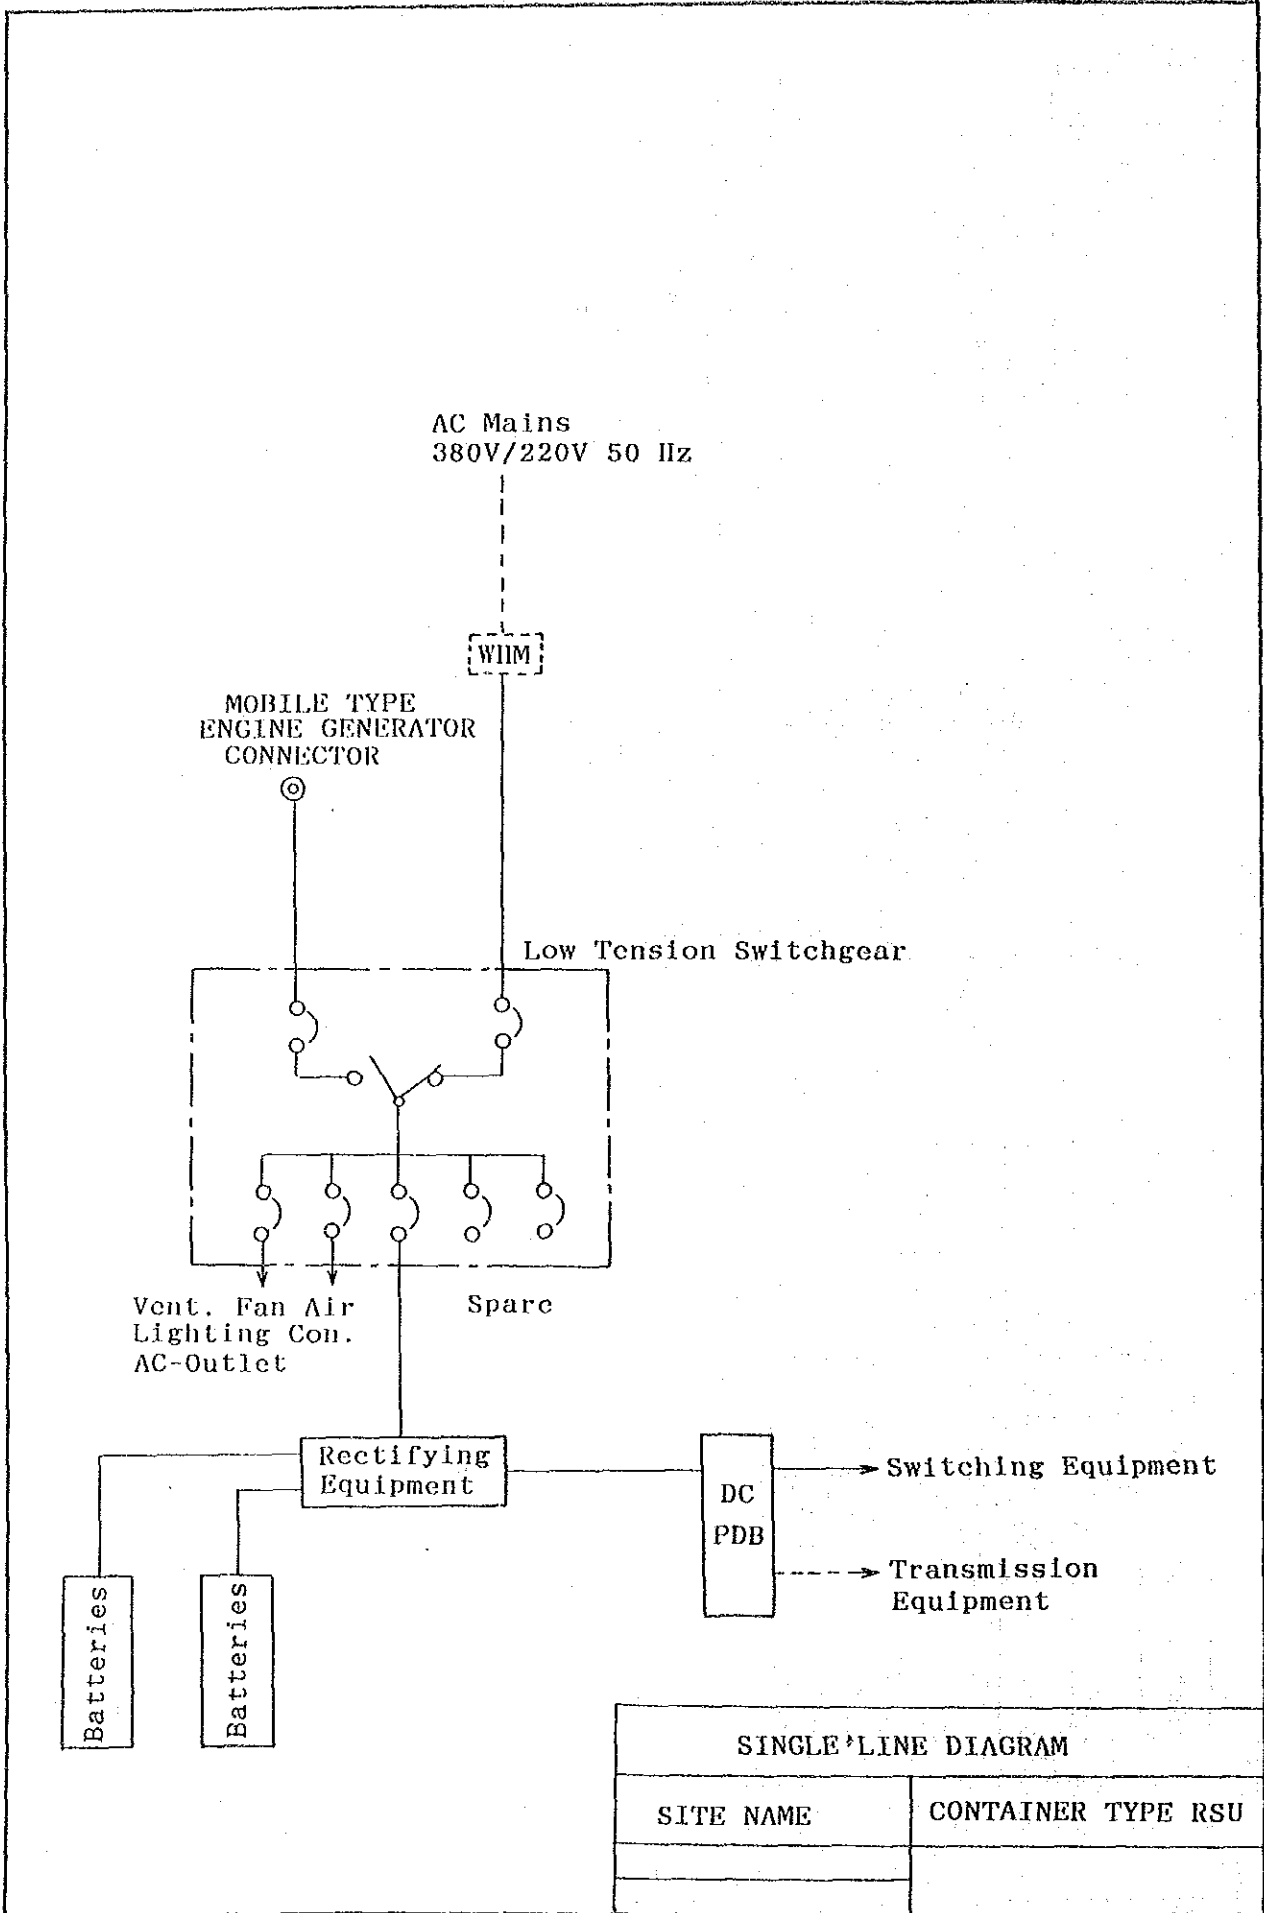 AC Mains
380V/220V 50 Hz
WHM
MOBILE TYPE
ENGINE GENERATOR
CONNECTOR
Low Tension Switchgear
Vent. Fan Air
Lighting Con.
AC-Outlet
Spare
Rectifying
Equipment
DC
PDB
Switching Equipment
Transmission
Equipment
Batteries
Batteries
SINGLE LINE DIAGRAM
SITE NAME
CONTAINER TYPE RSU